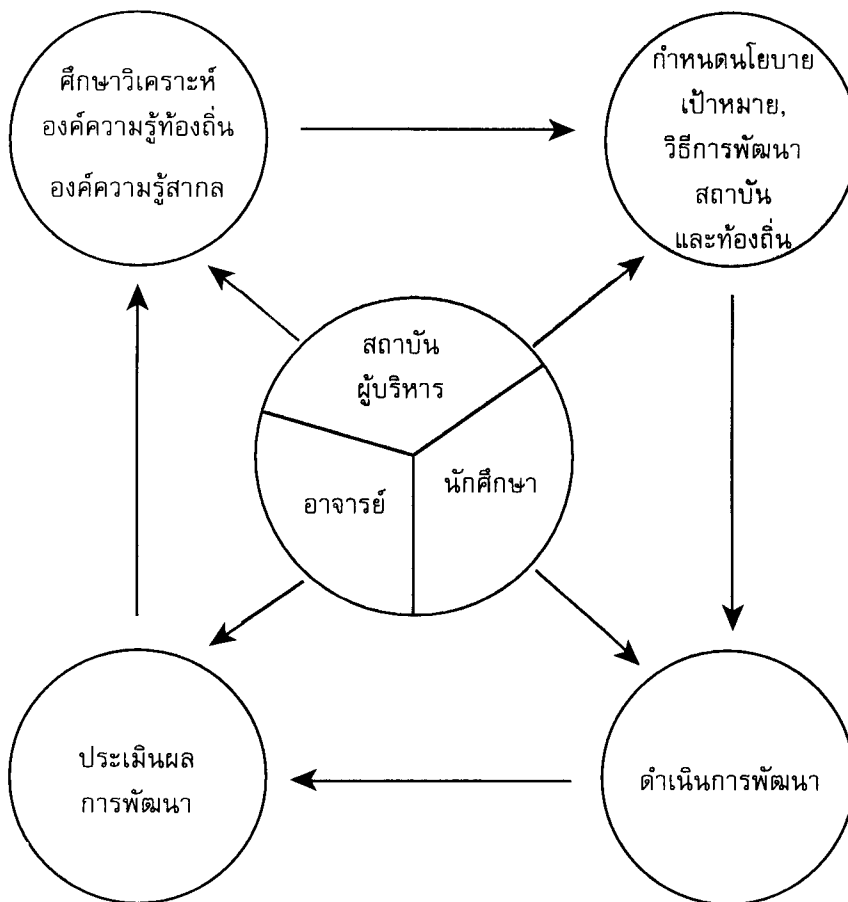 ศึกษาวิเคราะห์
องค์ความรู้ท้องถิ่น
องค์ความรู้สากล
กำหนดนโยบาย
เป้าหมาย,
วิธีการพัฒนา
สถาบัน
และท้องถิ่น
สถาบัน
ผู้บริหาร
อาจารย์
นักศึกษา
ประเมินผล
การพัฒนา
ดำเนินการพัฒนา